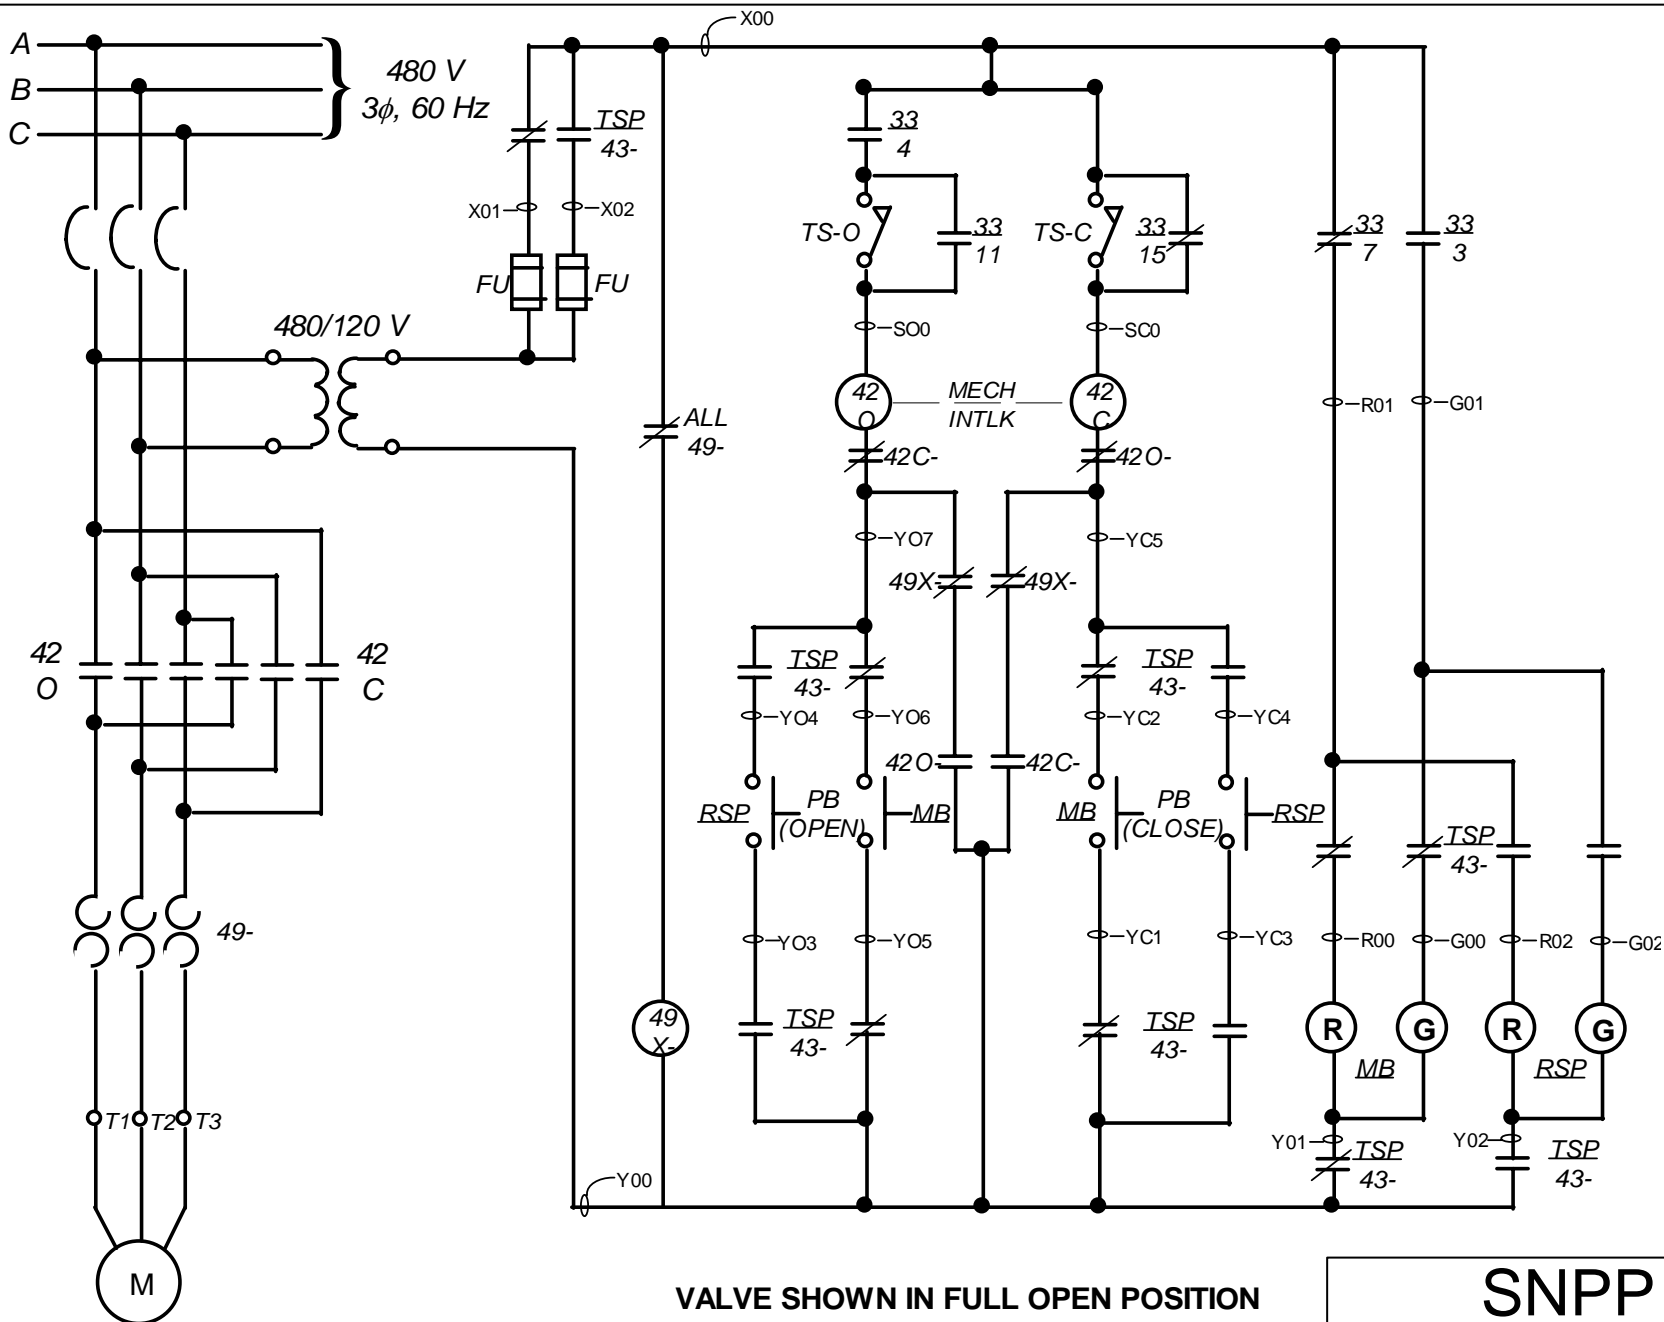 X00
A
B
C
480 V
3ϕ, 60 Hz
TSP
43-
33
4
X01
X02
TS-O
33
11
TS-C
33
15
33
7
33
3
FU
FU
480/120 V
SO0
SC0
42
O
MECH
INTLK
42
C
R01
G01
ALL
49-
42C-
42O-
YO7
YC5
49X-
49X-
42
O
42
C
TSP
43-
TSP
43-
YO4
YO6
YC2
YC4
42O-
42C-
RSP
PB
(OPEN)
MB
MB
PB
(CLOSE)
RSP
TSP
43-
49-
YO3
YO5
YC1
YC3
R00
G00
R02
G02
49
X-
TSP
43-
TSP
43-
R
G
R
G
MB
RSP
T1
T2
T3
Y01
TSP
43-
Y02
TSP
43-
Y00
M
VALVE SHOWN IN FULL OPEN POSITION
SNPP